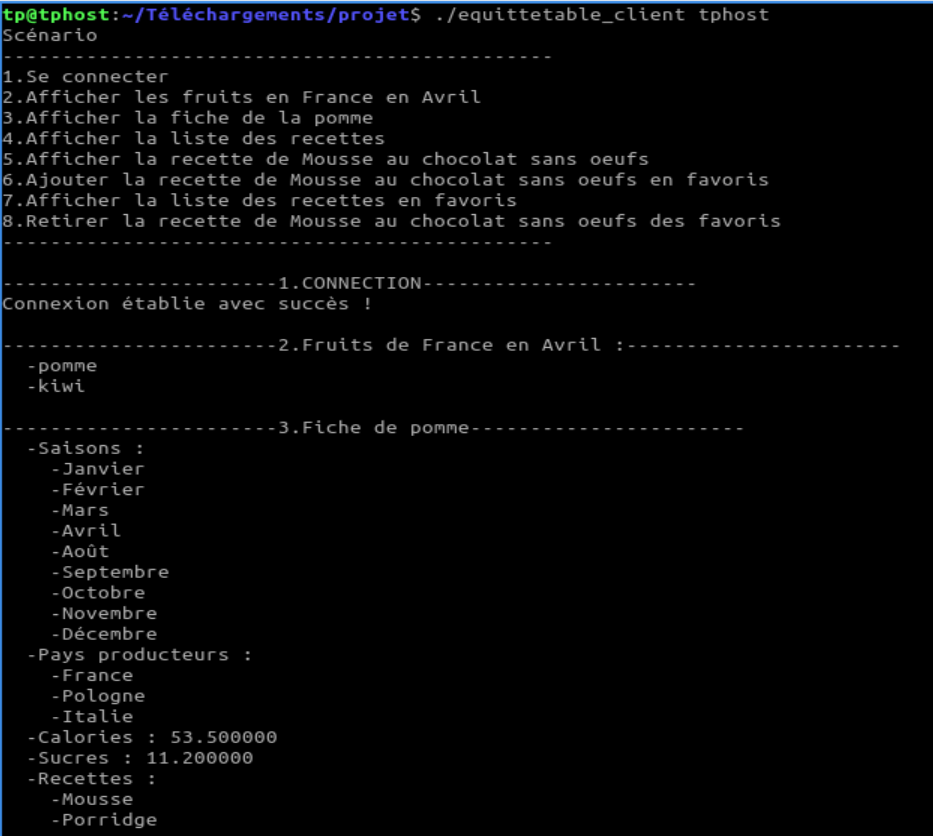 tp@tphost:~/Téléchargements/projet$ ./equittetable_client tphost
Scénario
----------------------------------------------
1.Se connecter
2.Afficher les fruits en France en Avril
3.Afficher la fiche de la pomme
4.Afficher la liste des recettes
5.Afficher la recette de Mousse au chocolat sans oeufs
6.Ajouter la recette de Mousse au chocolat sans oeufs en favoris
7.Afficher la liste des recettes en favoris
8.Retirer la recette de Mousse au chocolat sans oeufs des favoris
----------------------------------------------
-----------------------1.CONNECTION-----------------------
Connexion établie avec succès !
-----------------------2.Fruits de France en Avril :-----------------------
  -pomme
  -kiwi
-----------------------3.Fiche de pomme-----------------------
  -Saisons :
    -Janvier
    -Février
    -Mars
    -Avril
    -Août
    -Septembre
    -Octobre
    -Novembre
    -Décembre
  -Pays producteurs :
    -France
    -Pologne
    -Italie
  -Calories : 53.500000
  -Sucres : 11.200000
  -Recettes :
    -Mousse
    -Porridge